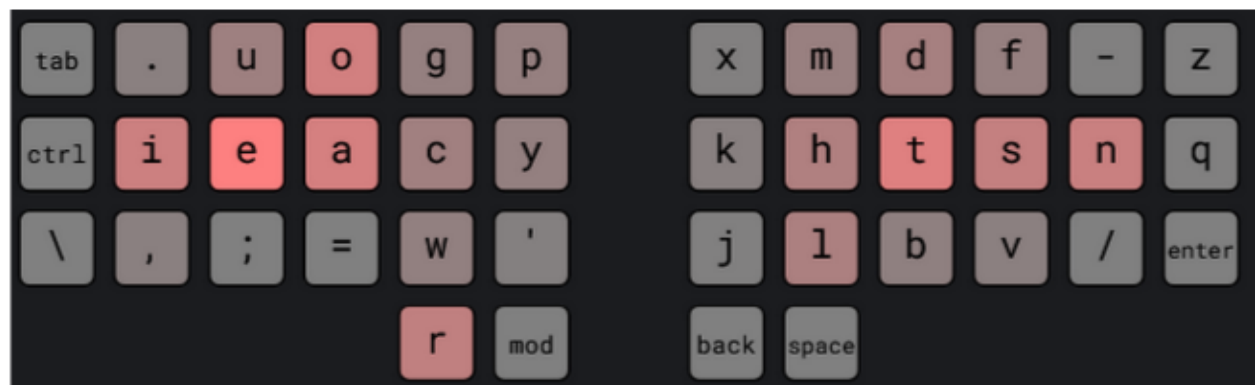 tab . u o g p x m d f - z
ctrl i e a c y k h t s n q
\ , ; = w ' j l b v / enter
r mod back space